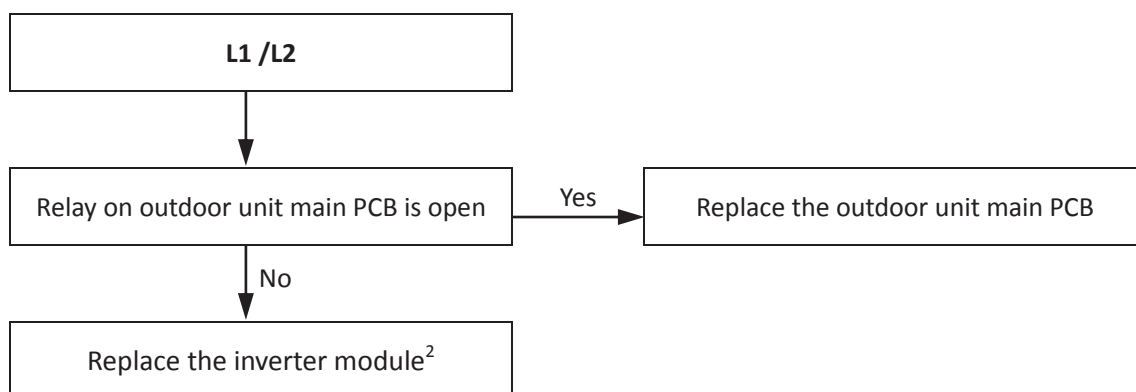 L1 /L2
Relay on outdoor unit main PCB is open
Yes
Replace the outdoor unit main PCB
No
Replace the inverter module²